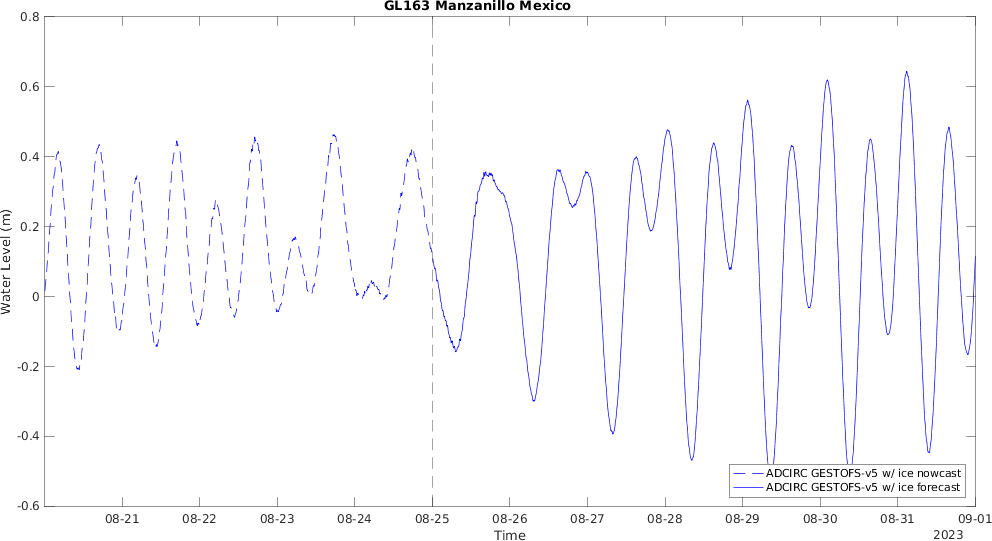 GL163 Manzanillo Mexico
0.8
0.6
0.4
0.2
0
-0.2
-0.4
-0.6
Water Level (m)
ADCIRC GESTOFS-v5 w/ ice nowcast
ADCIRC GESTOFS-v5 w/ ice forecast
08-21 08-22 08-23 08-24 08-25 08-26 08-27 08-28 08-29 08-30 08-31 09-01
Time
2023